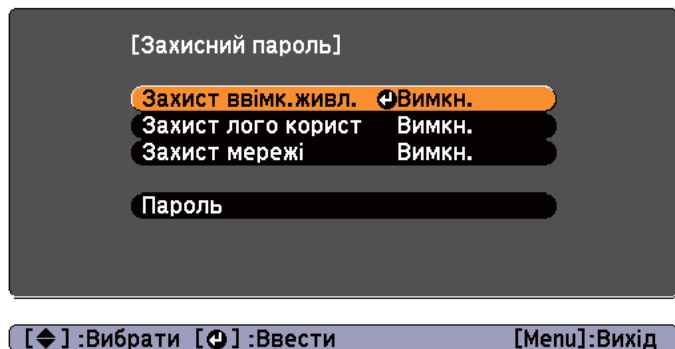 [Захисний пароль]
Захист ввімк.живл. Вимкн.
Захист лого корист Вимкн.
Захист мережі Вимкн.
Пароль
[◆] :Вибрати [⏎] :Ввести [Menu]:Вихід